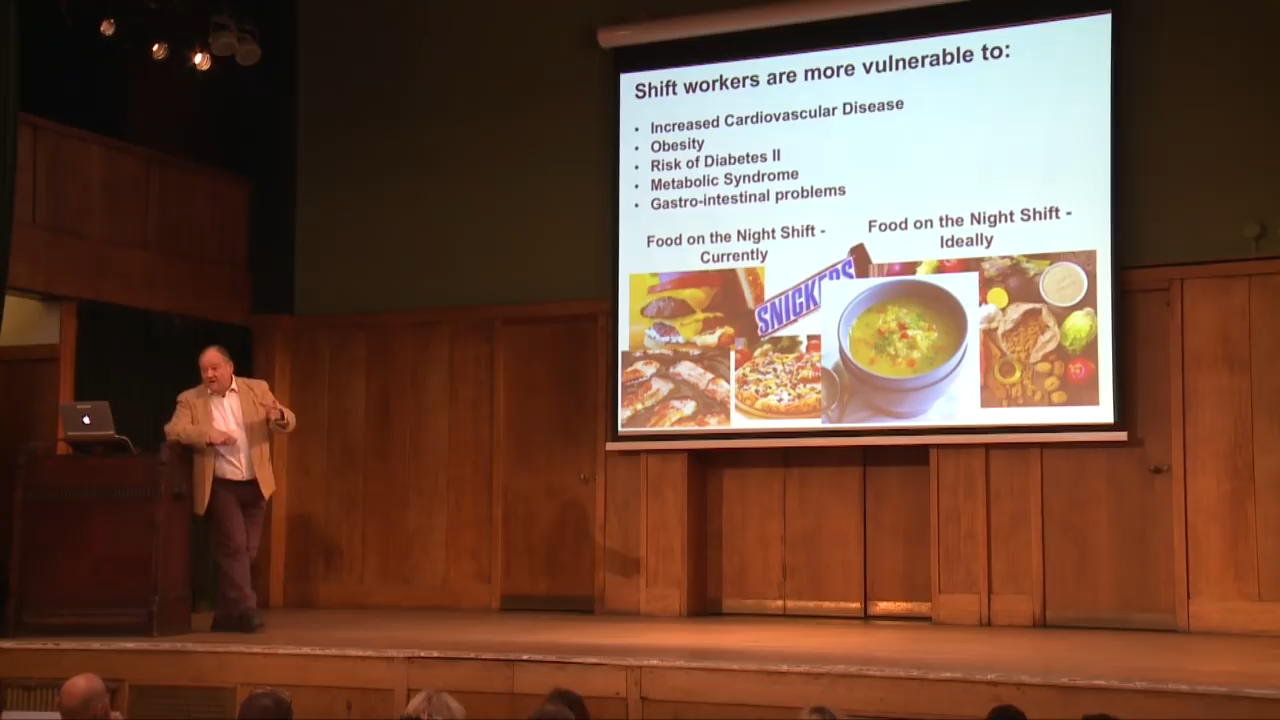 Shift workers are more vulnerable to:
• Increased Cardiovascular Disease
• Obesity
• Risk of Diabetes II
• Metabolic Syndrome
• Gastro-intestinal problems
Food on the Night Shift -
Currently
Food on the Night Shift -
Ideally
SNICKERS